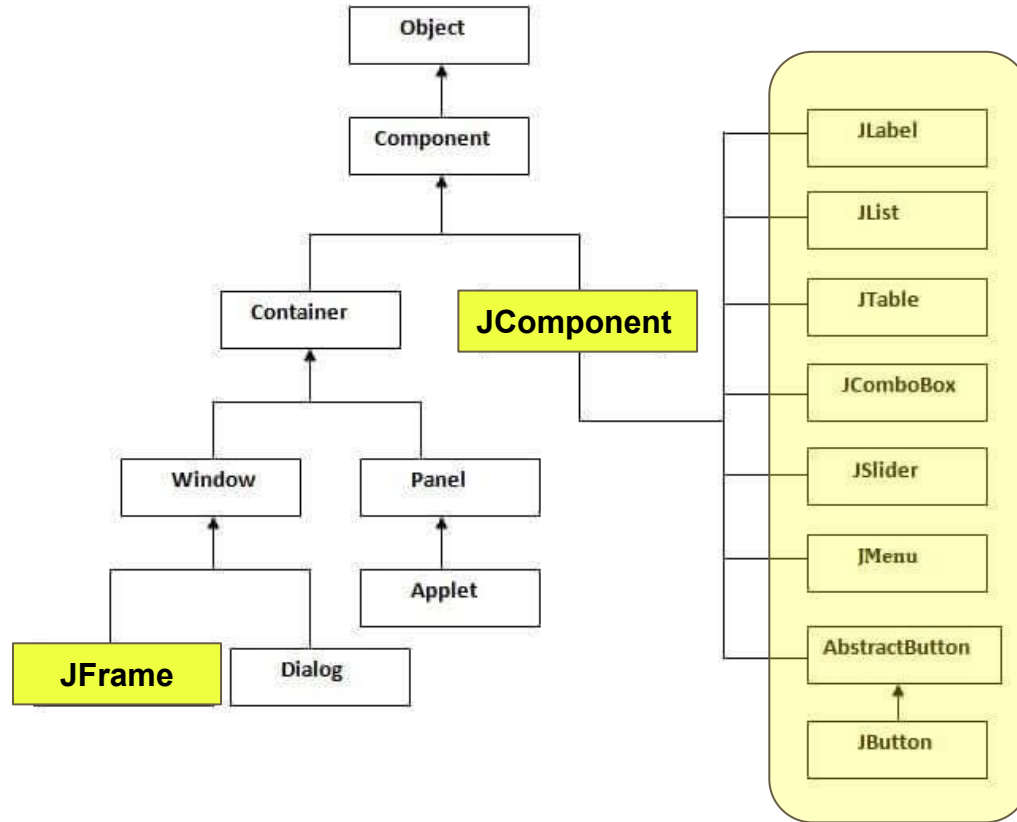 Object
Component
Container
JComponent
Window
Panel
Applet
JFrame
Dialog
JLabel
JList
JTable
JComboBox
JSlider
JMenu
AbstractButton
JButton